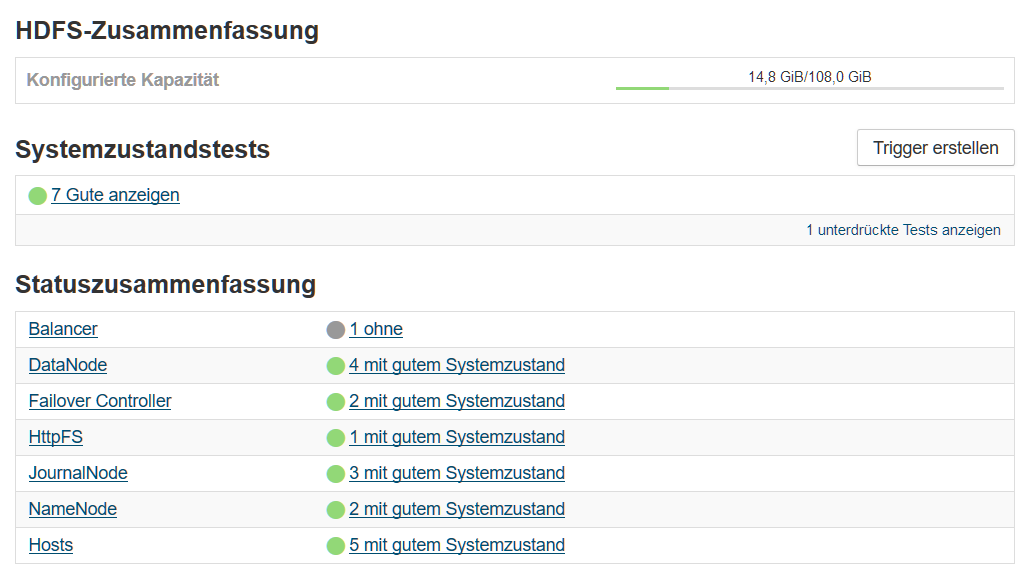 HDFS-Zusammenfassung
Konfigurierte Kapazität 14,8 GiB/108,0 GiB
Systemzustandstests Trigger erstellen
7 Gute anzeigen
1 unterdrückte Tests anzeigen
Statuszusammenfassung
Balancer 1 ohne
DataNode 4 mit gutem Systemzustand
Failover Controller 2 mit gutem Systemzustand
HttpFS 1 mit gutem Systemzustand
JournalNode 3 mit gutem Systemzustand
NameNode 2 mit gutem Systemzustand
Hosts 5 mit gutem Systemzustand